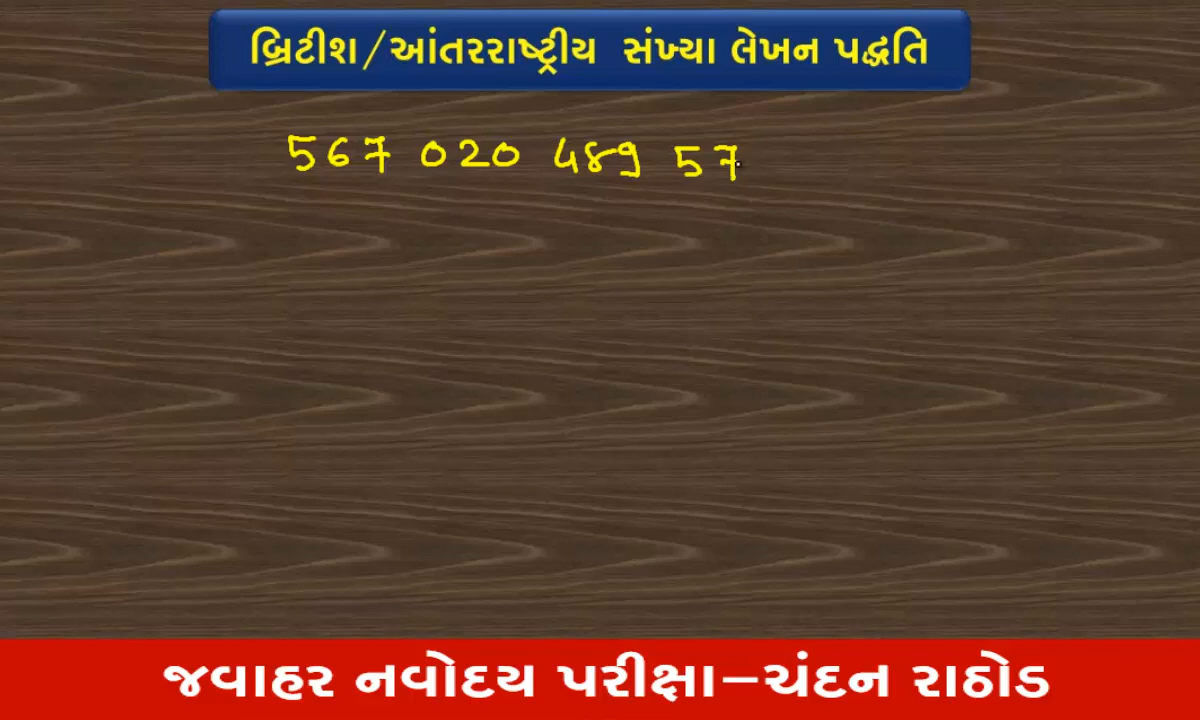 બ્રિટીશ/આંતરરાષ્ટ્રીય સંખ્યા લેખન પદ્ધતિ
567 020 489 57
જવાહર નવોદય પરીક્ષા–ચંદન રાઠોડ